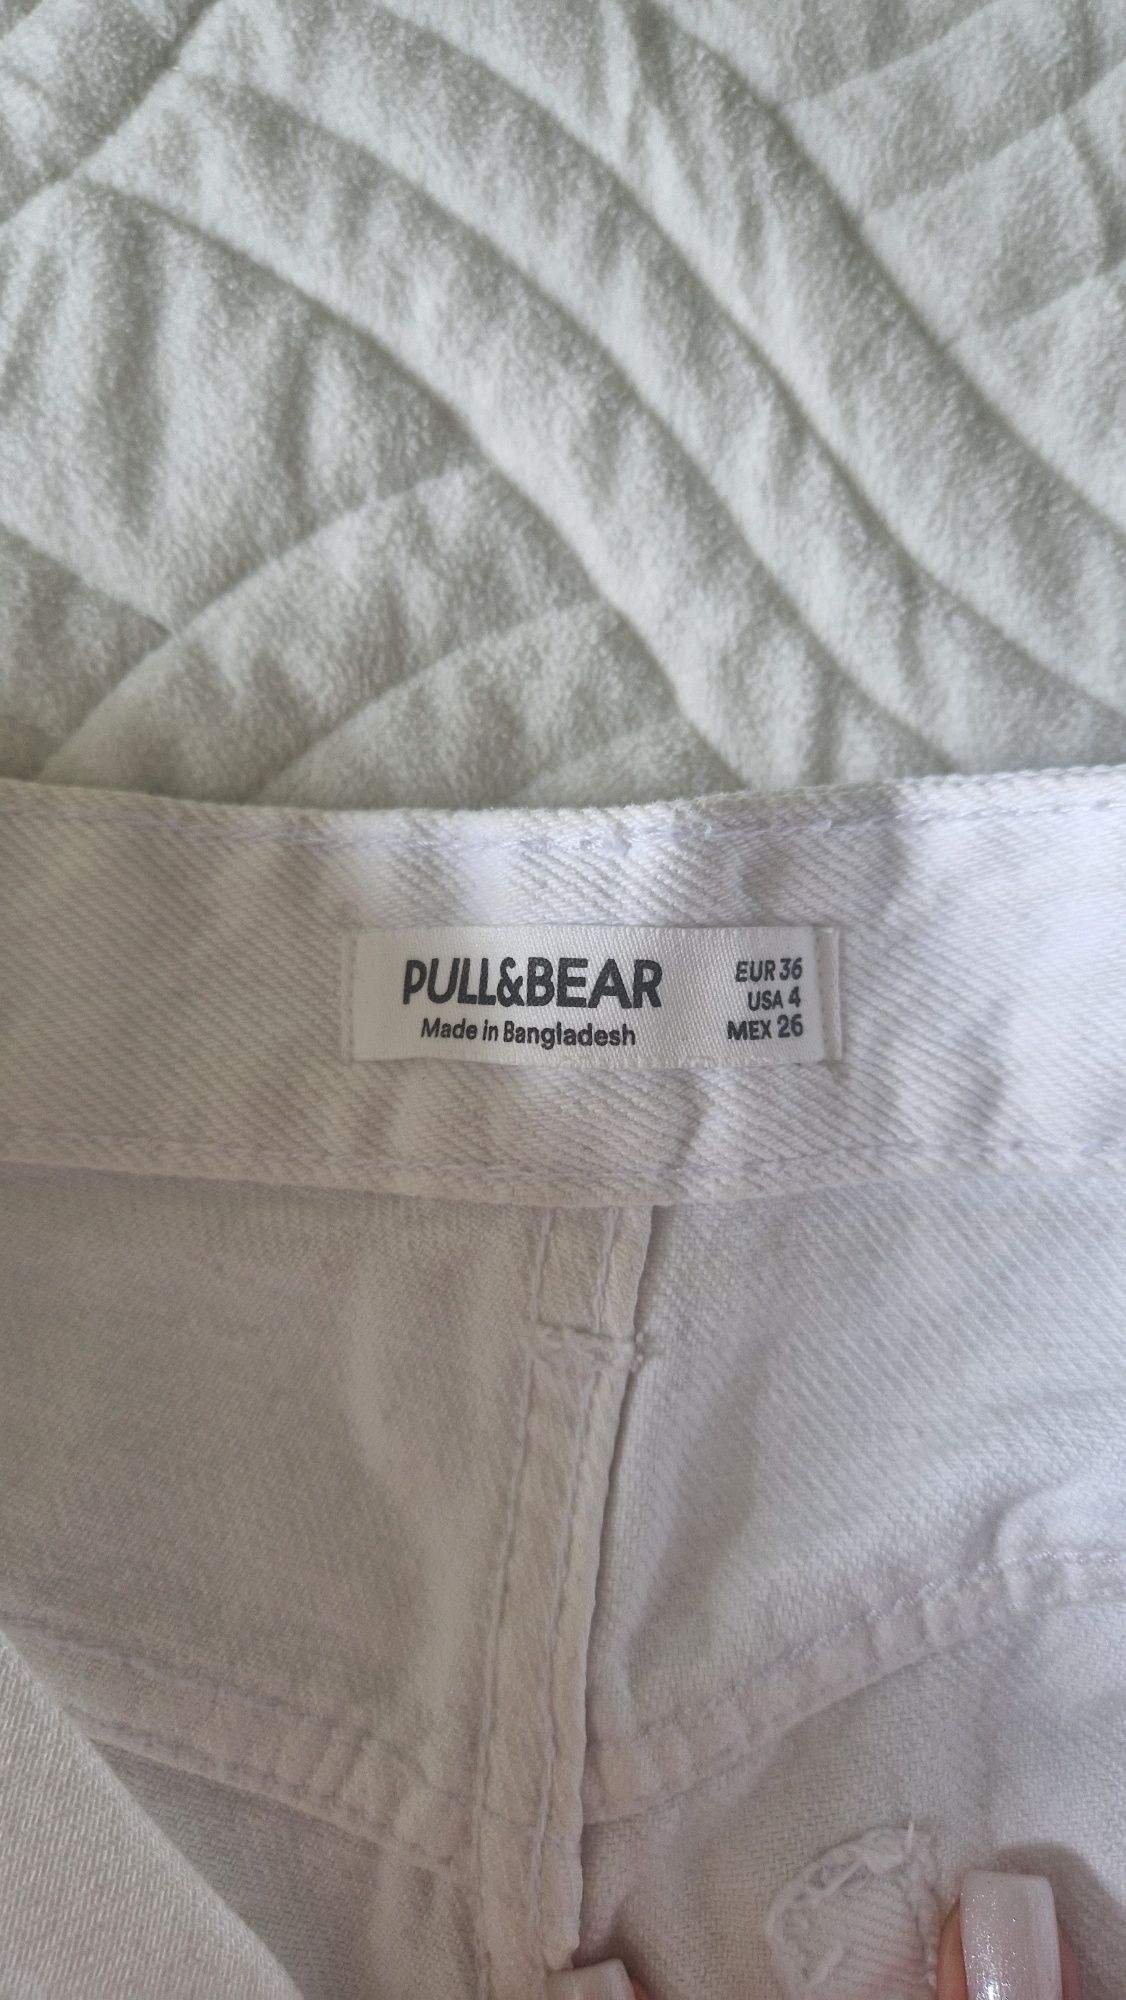 PULL&BEAR
Made in Bangladesh
EUR 36
USA 4
MEX 26